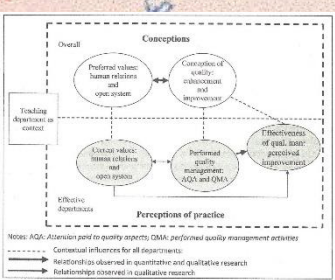 Conceptions
Overall
Preferred values:
human relations
and
open system
Conception of
quality:
enhancement
and
improvement
Teaching
department as
context
Current values:
human relations
and
open system
Performed
quality
management:
AQA and QMA
Effectiveness
of qual. man:
perceived
improvement
Effective
departments
Perceptions of practice
Notes: AQA: Attention paid to quality aspects; QMA: performed quality management activities
Contextual influences for all departments
Relationships observed in quantitative and qualitative research
Relationships observed in qualitative research